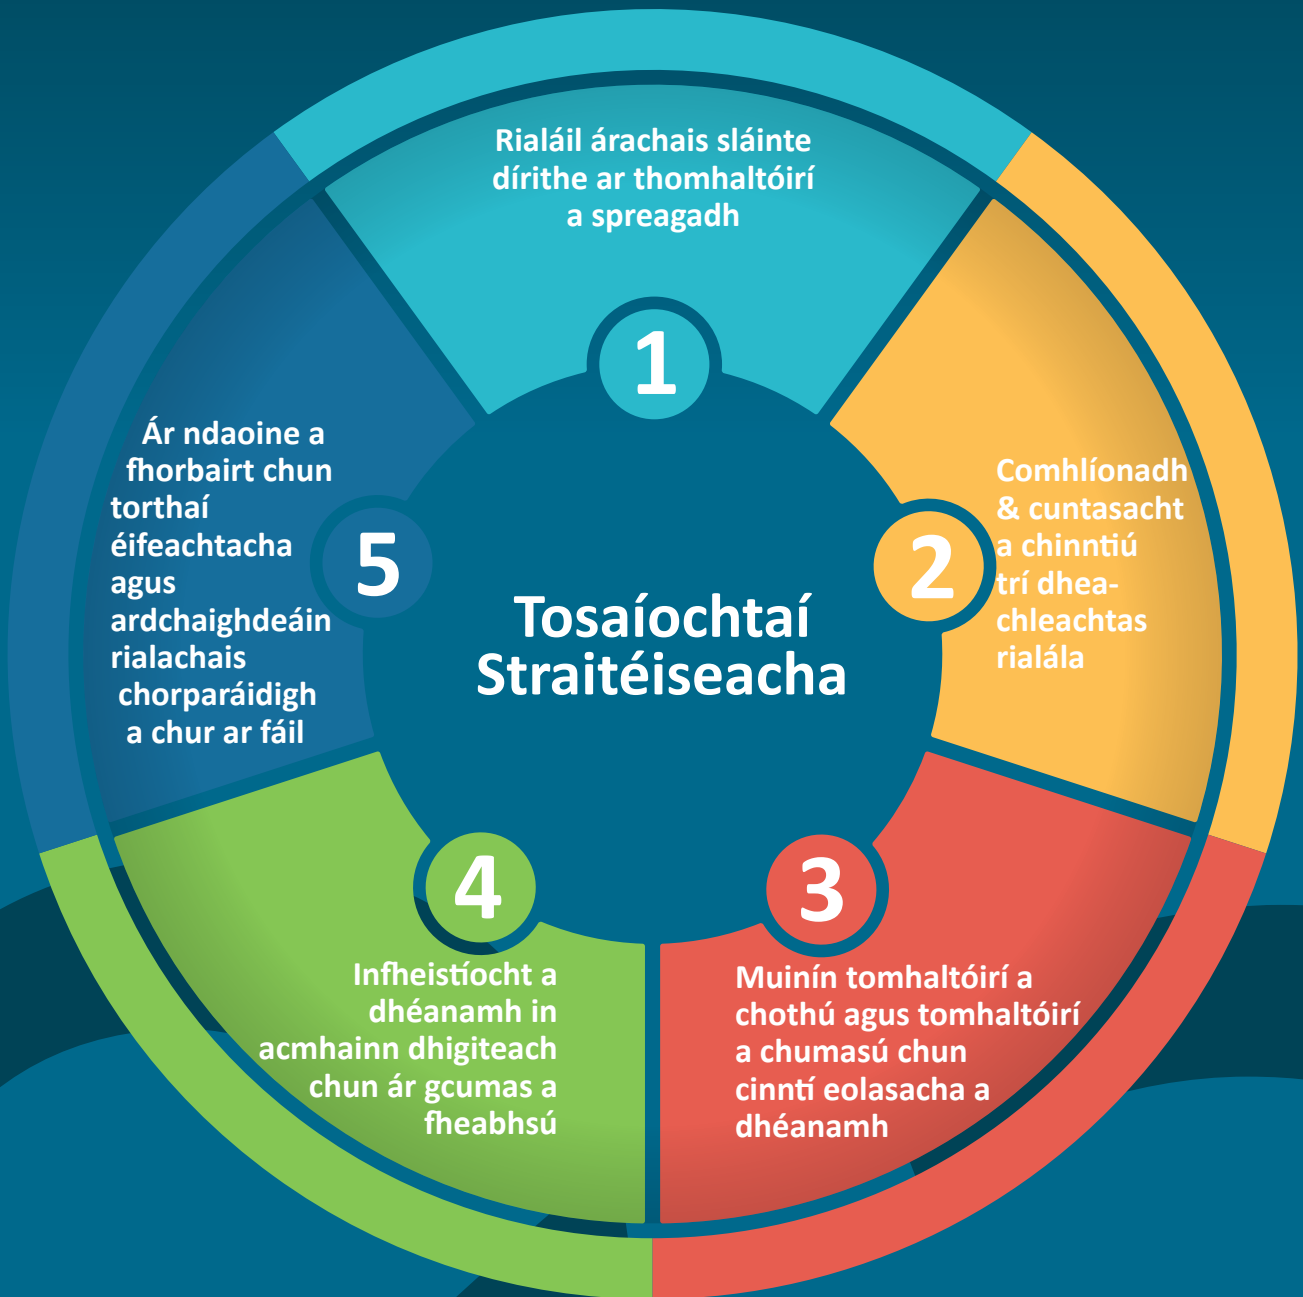 Tosaíochtaí
Straitéiseacha
1
Rialáil árachais sláinte
dírithe ar thomhaltóirí
a spreagadh
2
Comhlíonadh
& cuntasacht
a chinntiú
trí dhea-
chleachtas
rialála
3
Muinín tomhaltóirí a
chothú agus tomhaltóirí
a chumasú chun
cinntí eolasacha a
dhéanamh
4
Infheistíocht a
dhéanamh in
acmhainn dhigiteach
chun ár gcumas a
fheabhsú
5
Ár ndaoine a
fhorbairt chun
torthaí
éifeachtacha
agus
ardchaighdeáin
rialachais
chorparáidigh
a chur ar fáil